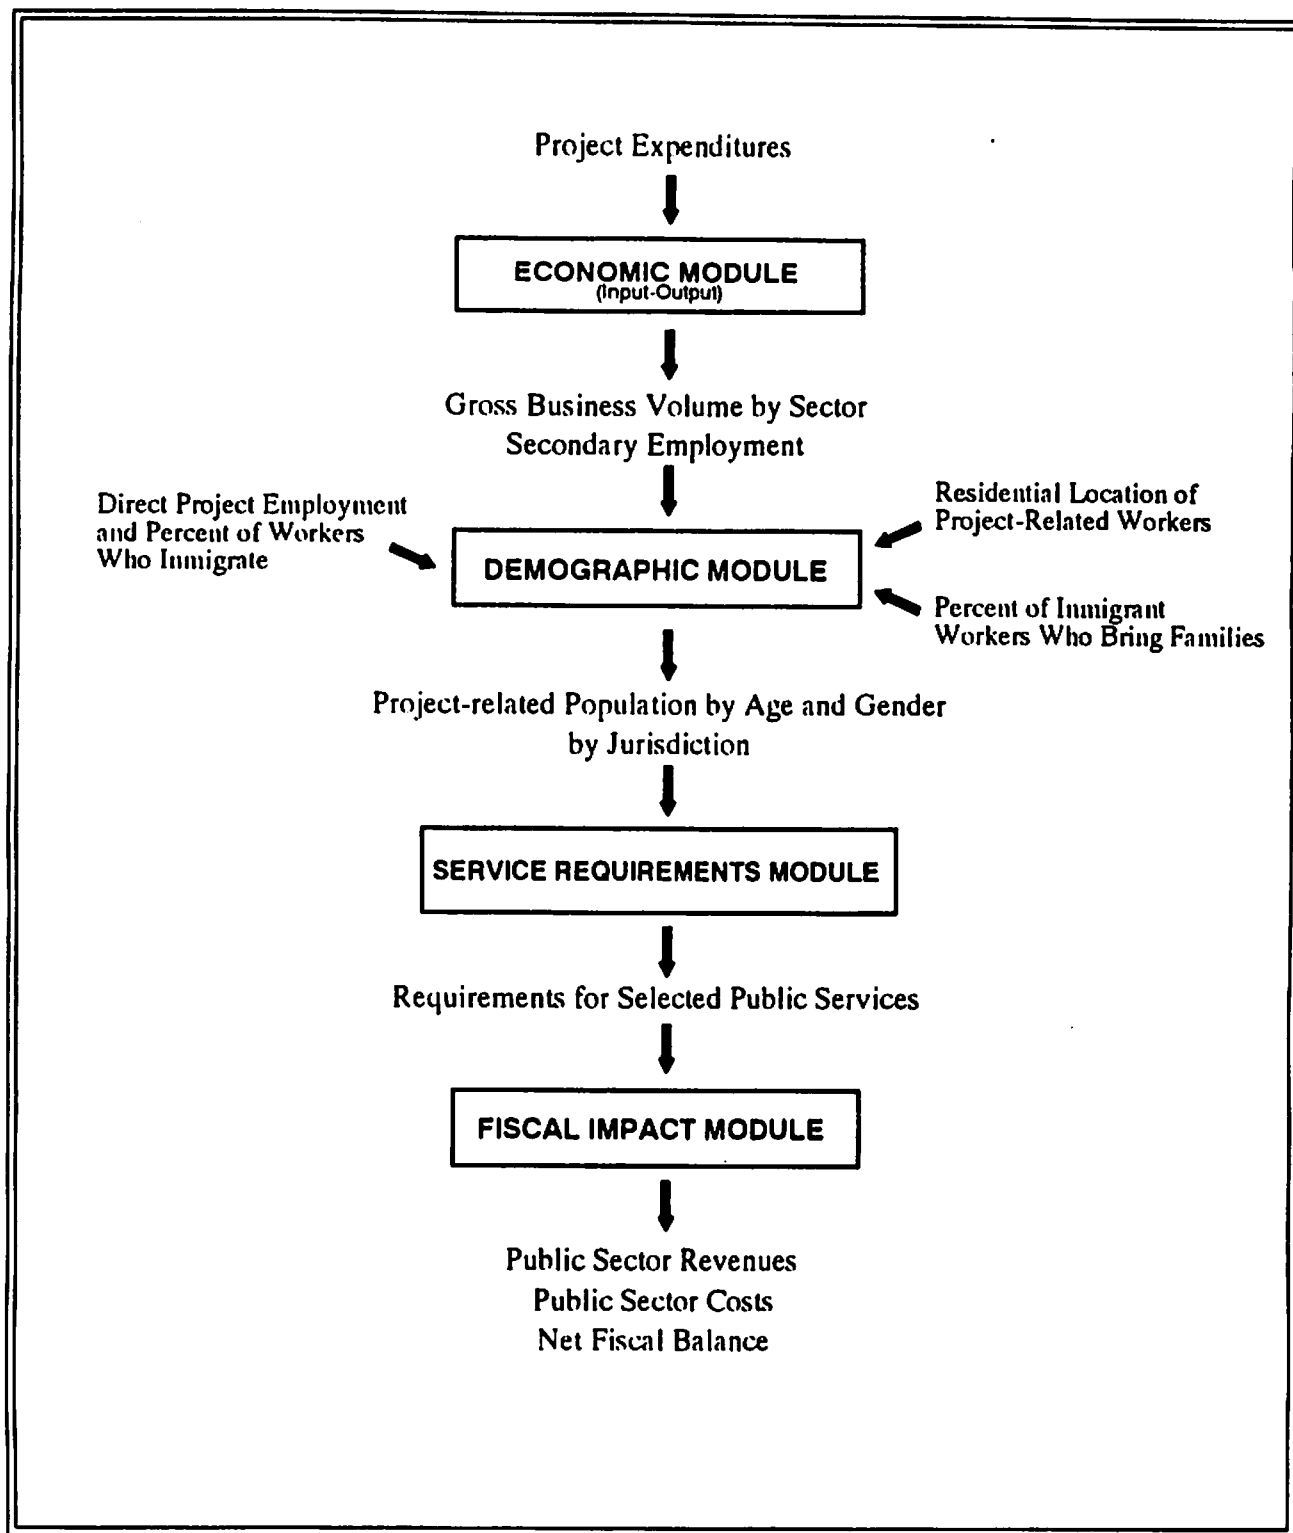 Project Expenditures
ECONOMIC MODULE
(Input-Output)
Gross Business Volume by Sector
Secondary Employment
Direct Project Employment
and Percent of Workers
Who Inmigrate
Residential Location of
Project-Related Workers
DEMOGRAPHIC MODULE
Percent of Inmigrant
Workers Who Bring Families
Project-related Population by Age and Gender
by Jurisdiction
SERVICE REQUIREMENTS MODULE
Requirements for Selected Public Services
FISCAL IMPACT MODULE
Public Sector Revenues
Public Sector Costs
Net Fiscal Balance